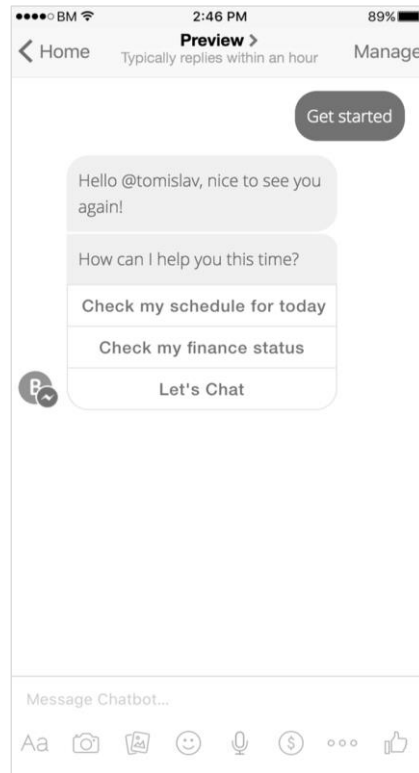 BM 2:46 PM 89%
Home Preview > Manage
Typically replies within an hour
Get started
Hello @tomislav, nice to see you
again!
How can I help you this time?
Check my schedule for today
Check my finance status
B
Let's Chat
Message Chatbot...
Aa $